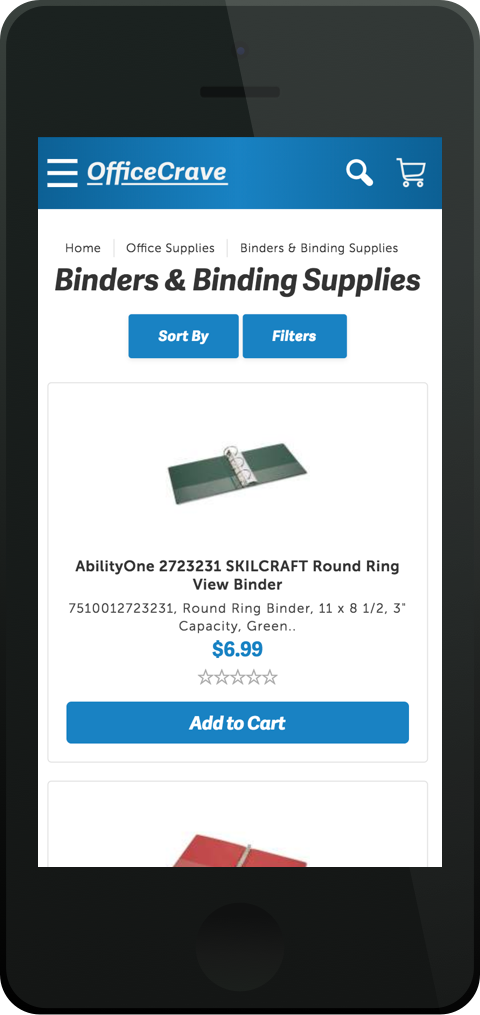 OfficeCrave
Home Office Supplies Binders & Binding Supplies
Binders & Binding Supplies
Sort By Filters
AbilityOne 2723231 SKILCRAFT Round Ring
View Binder
7510012723231, Round Ring Binder, 11 x 8 1/2, 3"
Capacity, Green..
$6.99
Add to Cart